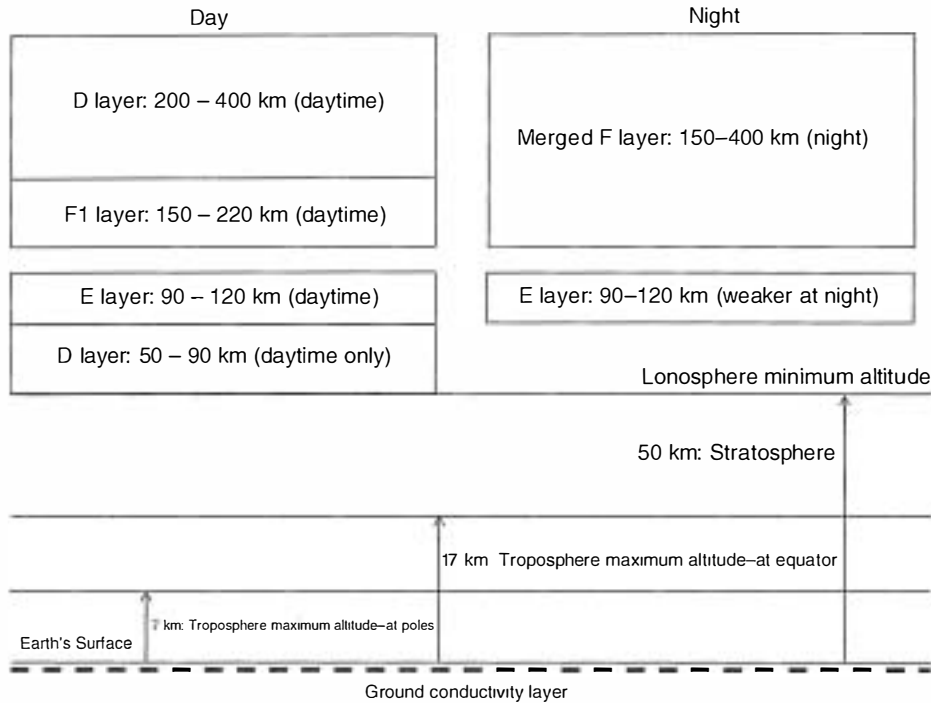 Day
Night
D layer: 200 – 400 km (daytime)
Merged F layer: 150–400 km (night)
F1 layer: 150 – 220 km (daytime)
E layer: 90 – 120 km (daytime)
E layer: 90–120 km (weaker at night)
D layer: 50 – 90 km (daytime only)
Lonosphere minimum altitude
50 km: Stratosphere
17 km Troposphere maximum altitude–at equator
7 km: Troposphere maximum altitude–at poles
Earth's Surface
Ground conductivity layer